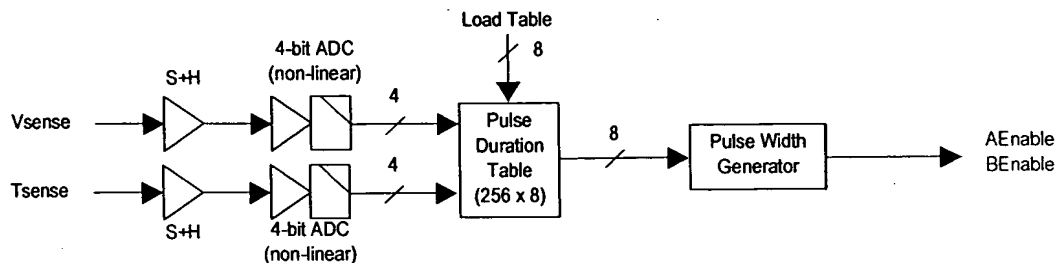 Load Table
8
4-bit ADC
(non-linear)
S+H
4
Vsense
Pulse
Duration
Table
(256 x 8)
8
Pulse Width
Generator
AEnable
BEnable
Tsense
4
S+H
4-bit ADC
(non-linear)